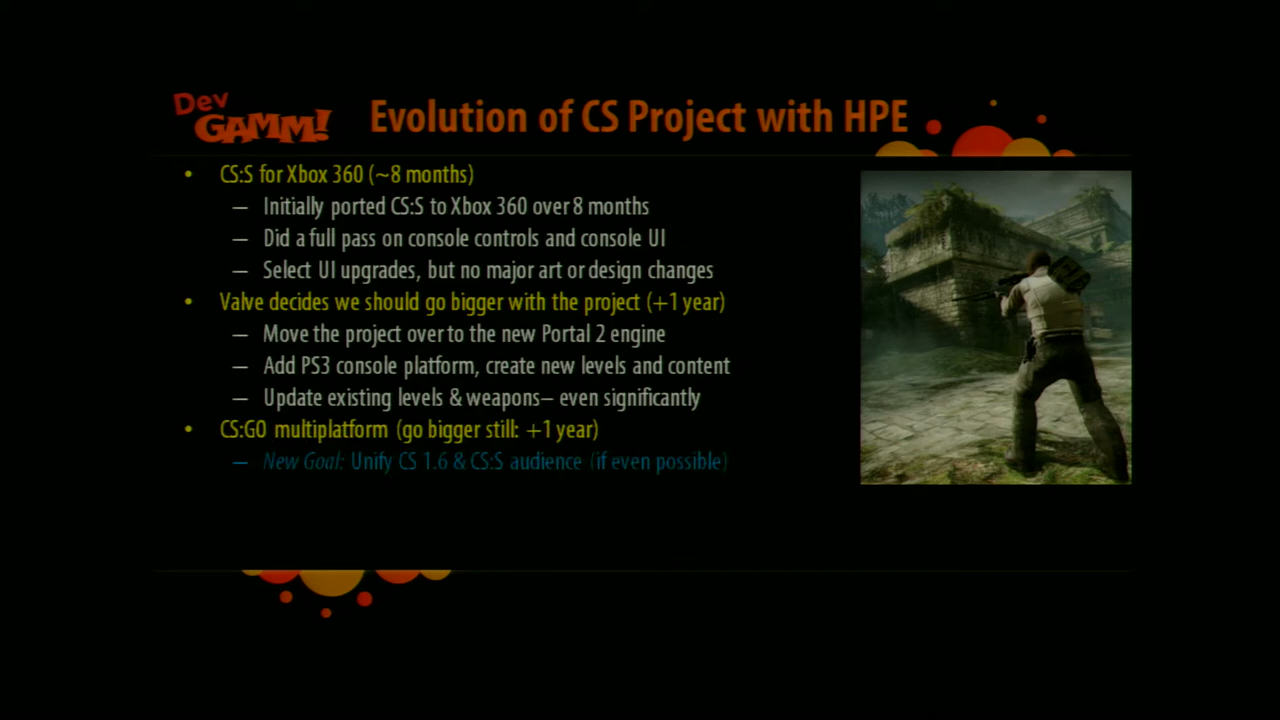 Dev
GAMM!
Evolution of CS Project with HPE
• CS:S for Xbox 360 (~8 months)
– Initially ported CS:S to Xbox 360 over 8 months
– Did a full pass on console controls and console UI
– Select UI upgrades, but no major art or design changes
• Valve decides we should go bigger with the project (+1 year)
– Move the project over to the new Portal 2 engine
– Add PS3 console platform, create new levels and content
– Update existing levels & weapons– even significantly
• CS:GO multiplatform (go bigger still: +1 year)
– New Goal: Unify CS 1.6 & CS:S audience (if even possible)